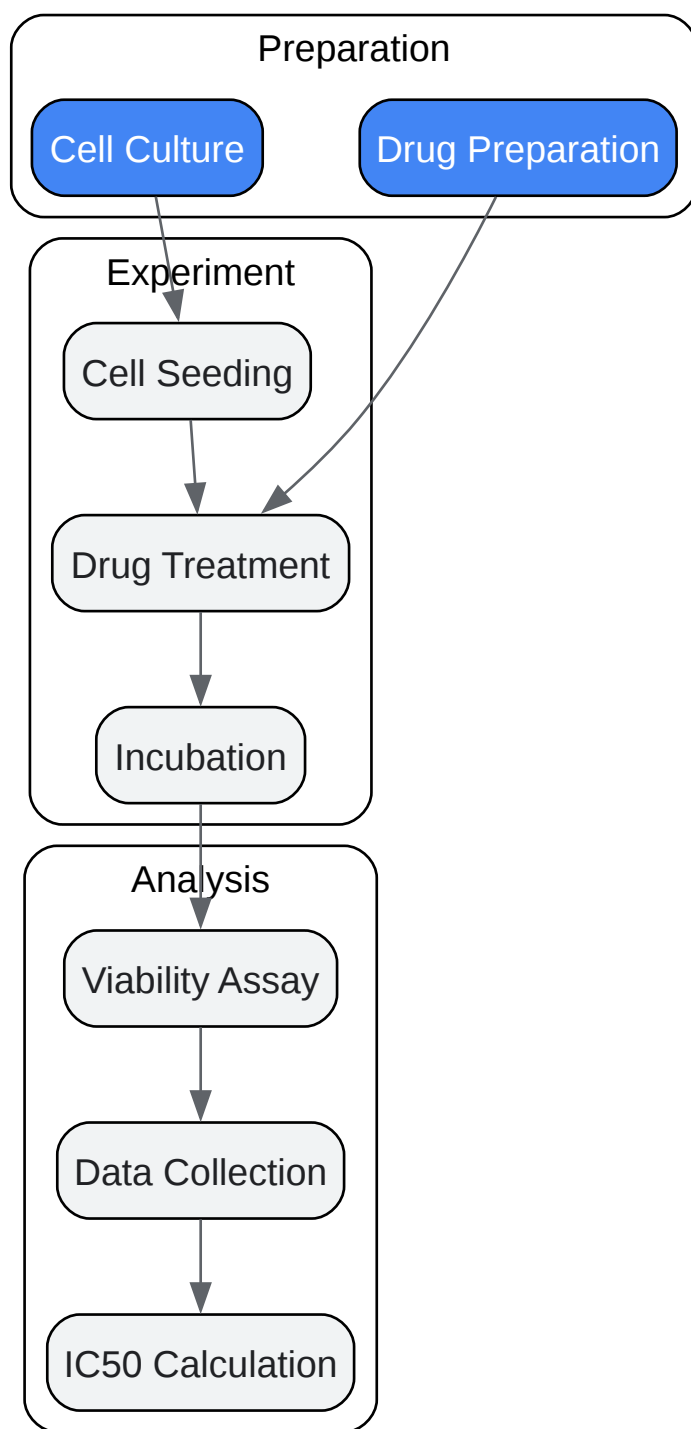 Preparation
Cell Culture
Drug Preparation
Experiment
Cell Seeding
Drug Treatment
Incubation
Analysis
Viability Assay
Data Collection
IC50 Calculation